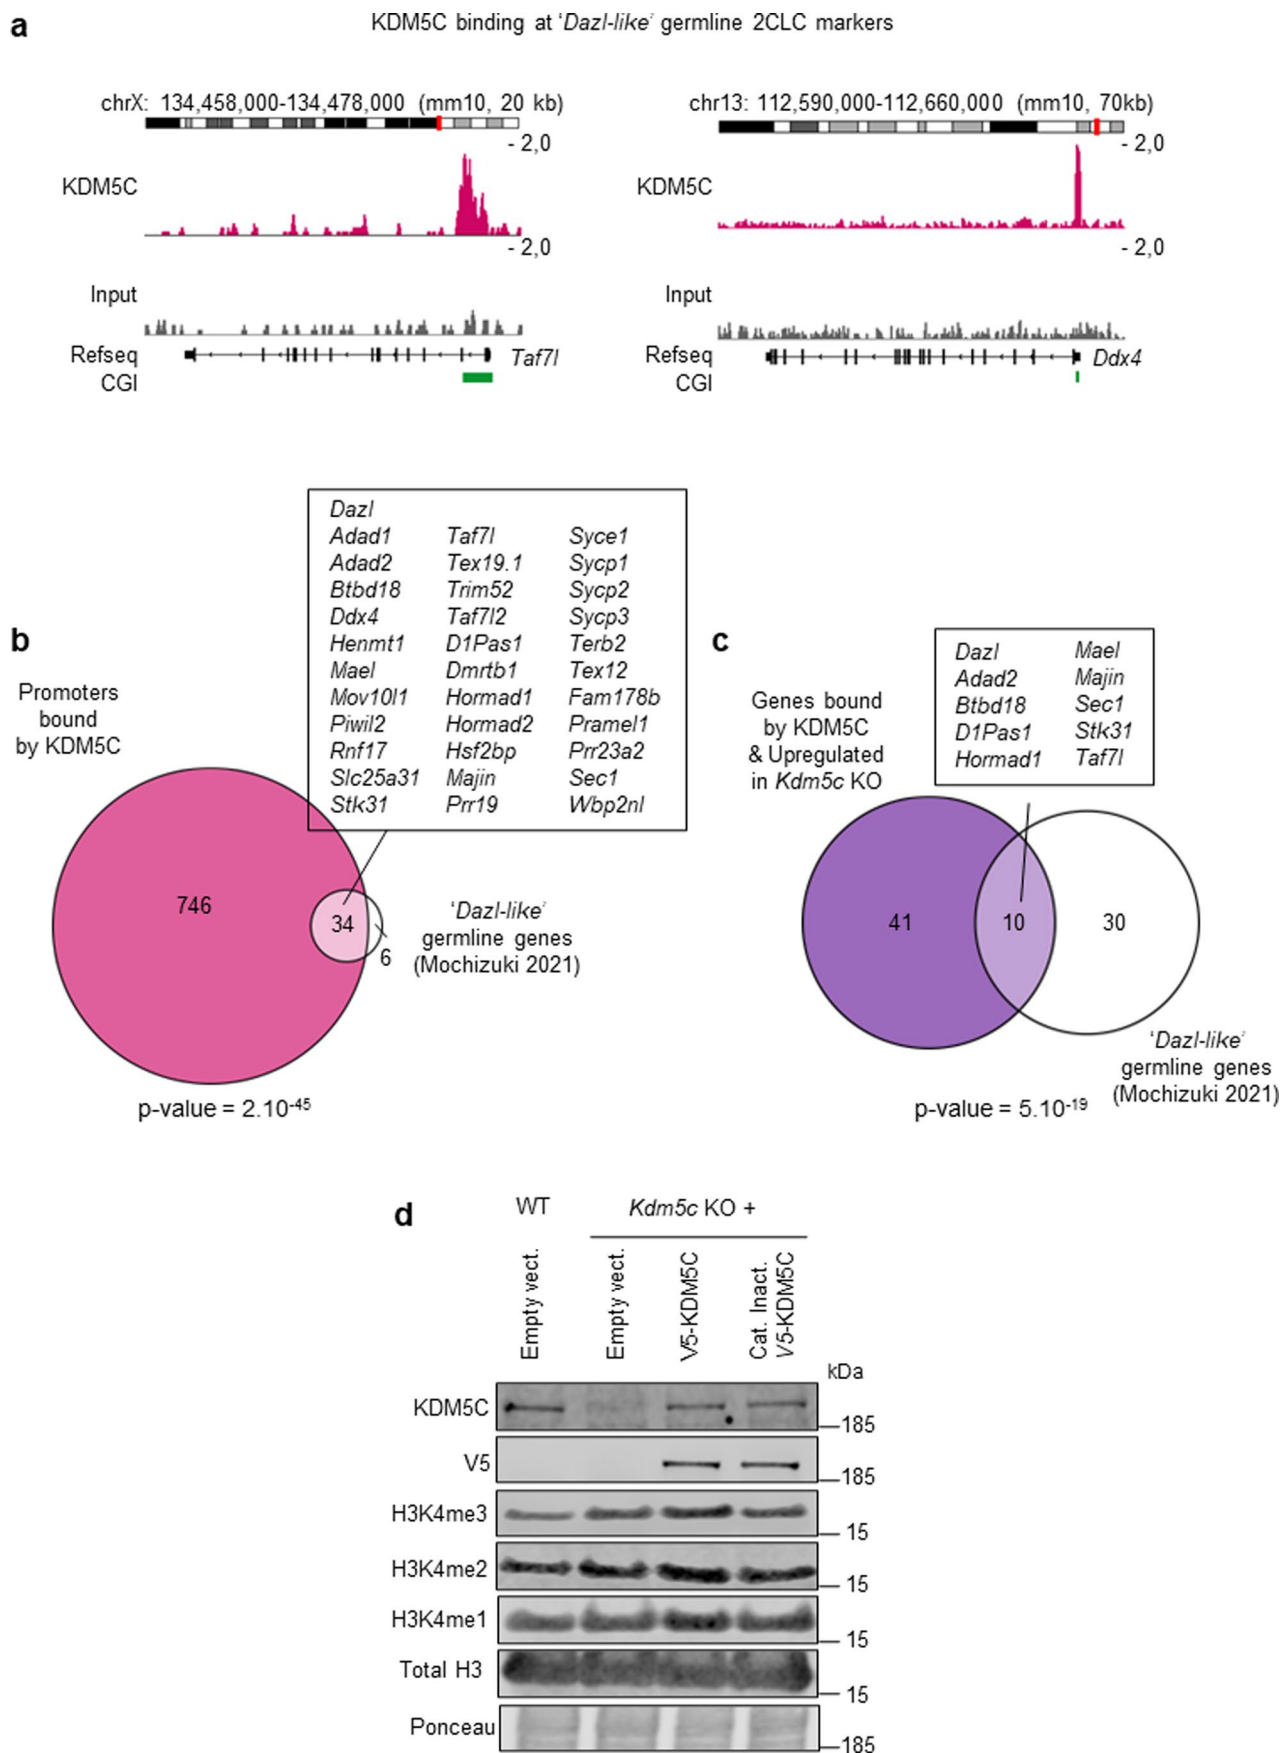 a
KDM5C binding at ‘Dazl-like’ germline 2CLC markers
chrX: 134,458,000-134,478,000 (mm10, 20 kb)
- 2,0
KDM5C
- 2,0
Input
Refseq
Taf7l
CGI
chr13: 112,590,000-112,660,000 (mm10, 70kb)
- 2,0
KDM5C
- 2,0
Input
Refseq
Ddx4
CGI
b
Promoters
bound
by KDM5C
Dazl
Adad1 Taf7l Syce1
Adad2 Tex19.1 Sycp1
Btbd18 Trim52 Sycp2
Ddx4 Taf7l2 Sycp3
Henmt1 D1Pas1 Terb2
Mael Dmrtb1 Tex12
Mov10l1 Hormad1 Fam178b
Piwil2 Hormad2 Pramel1
Rnf17 Hsf2bp Prr23a2
Slc25a31 Majin Sec1
Stk31 Prr19 Wbp2nl
746
34
6
‘Dazl-like’
germline genes
(Mochizuki 2021)
p-value = 2.10-45
c
Genes bound
by KDM5C
& Upregulated
in Kdm5c KO
Dazl Mael
Adad2 Majin
Btbd18 Sec1
D1Pas1 Stk31
Hormad1 Taf7l
41
10
30
‘Dazl-like’
germline genes
(Mochizuki 2021)
p-value = 5.10-19
d
WT
Kdm5c KO +
Empty vect.
Empty vect.
V5-KDM5C
Cat. Inact.
V5-KDM5C
kDa
KDM5C
185
V5
185
H3K4me3
15
H3K4me2
15
H3K4me1
15
Total H3
15
Ponceau
185